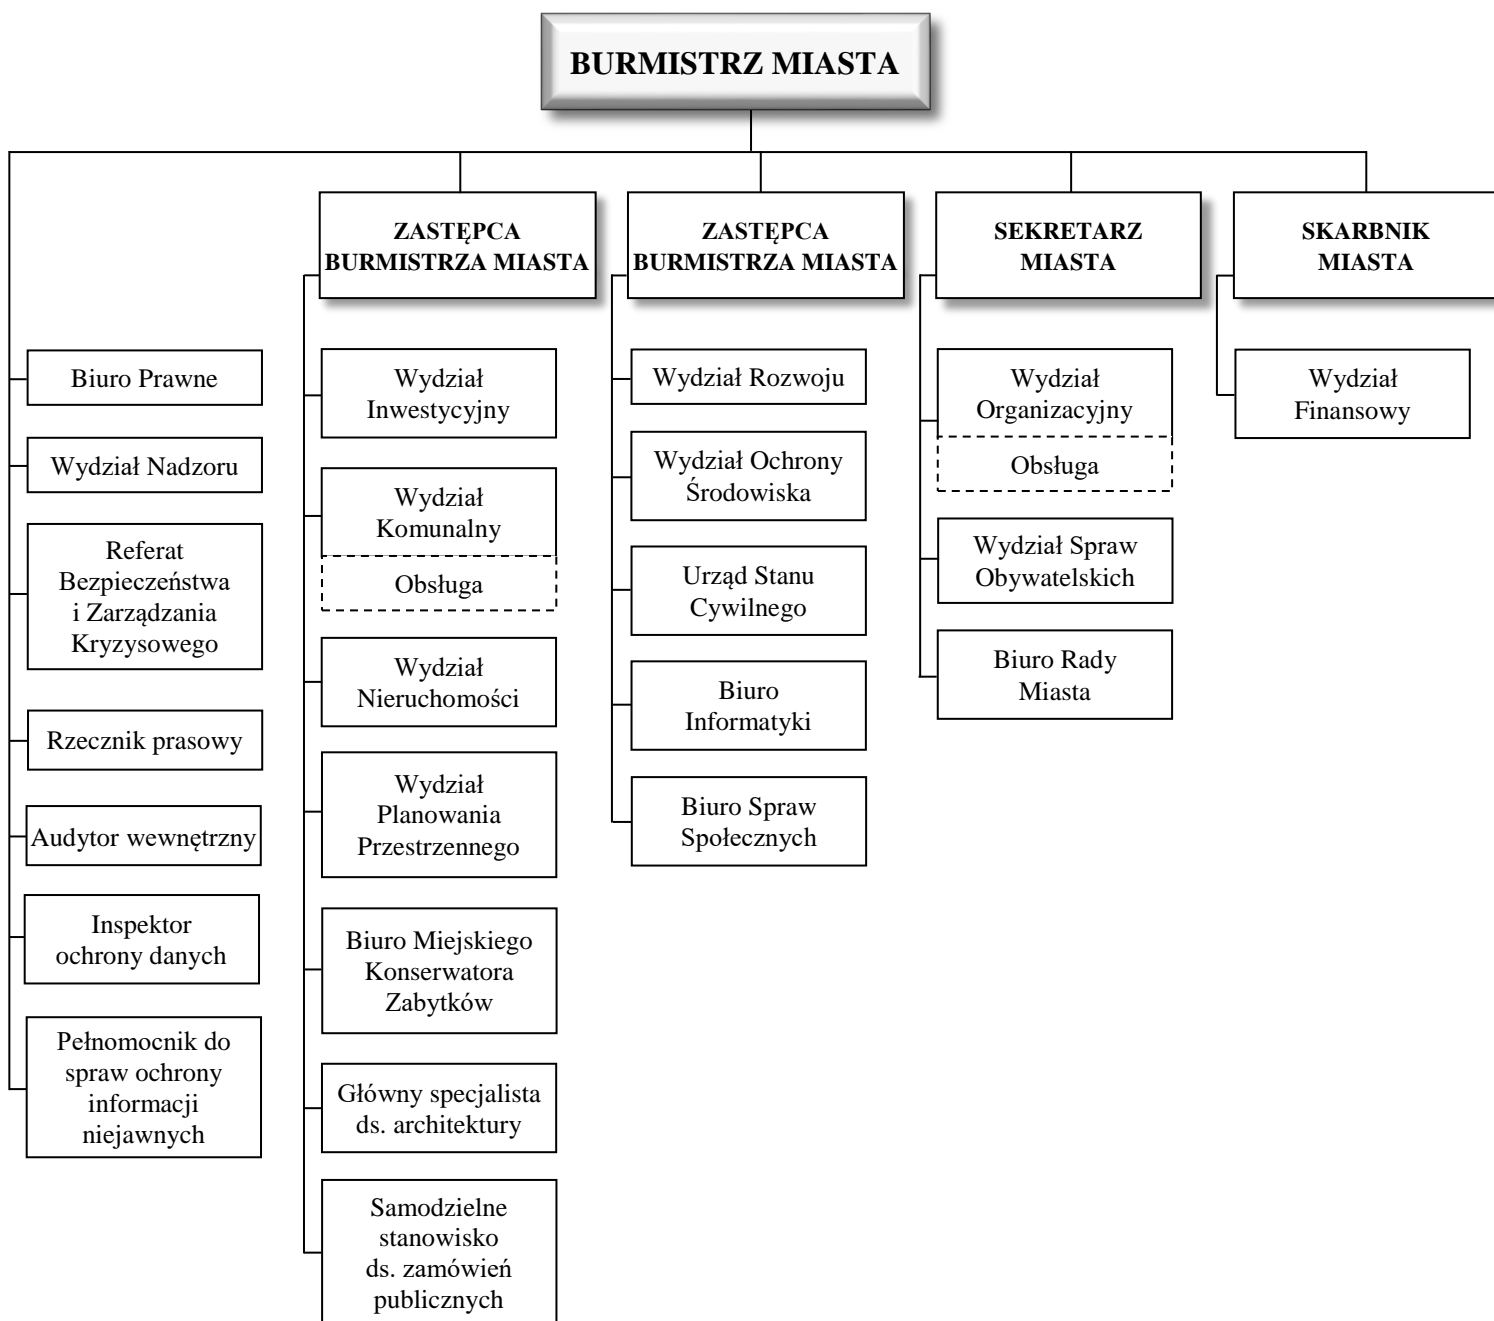 BURMISTRZ MIASTA
ZASTĘPCA
BURMISTRZA MIASTA
ZASTĘPCA
BURMISTRZA MIASTA
SEKRETARZ
MIASTA
SKARBNIK
MIASTA
Biuro Prawne
Wydział Nadzoru
Referat
Bezpieczeństwa
i Zarządzania
Kryzysowego
Rzecznik prasowy
Audytor wewnętrzny
Inspektor
ochrony danych
Pełnomocnik do
spraw ochrony
informacji
niejawnych
Wydział
Inwestycyjny
Wydział
Komunalny
Obsługa
Wydział
Nieruchomości
Wydział
Planowania
Przestrzennego
Biuro Miejskiego
Konserwatora
Zabytków
Główny specjalista
ds. architektury
Samodzielne
stanowisko
ds. zamówień
publicznych
Wydział Rozwoju
Wydział Ochrony
Środowiska
Urząd Stanu
Cywilnego
Biuro
Informatyki
Biuro Spraw
Społecznych
Wydział
Organizacyjny
Obsługa
Wydział Spraw
Obywatelskich
Biuro Rady
Miasta
Wydział
Finansowy